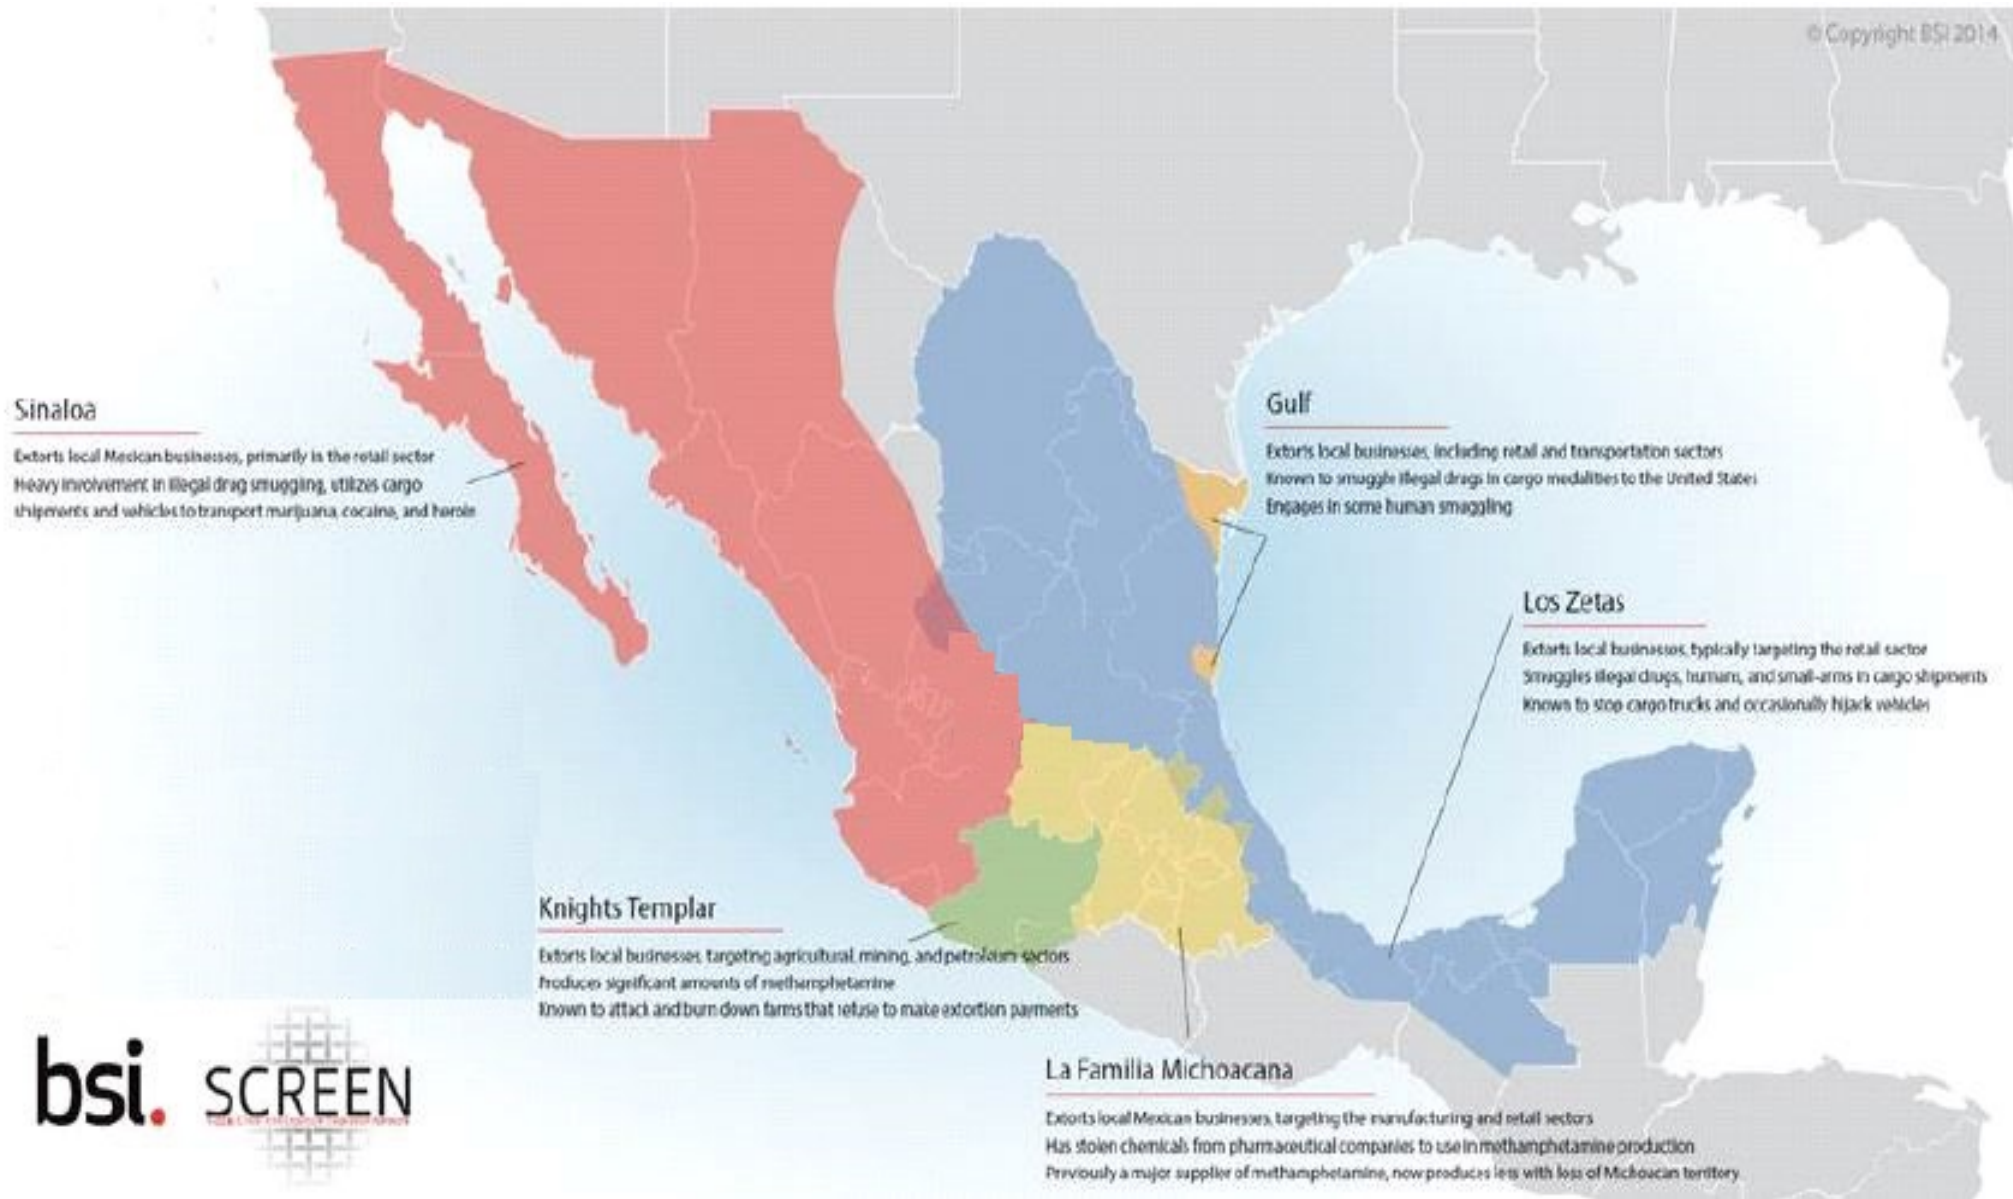 © Copyright BSI 2014
Sinaloa
Extorts local Mexican businesses, primarily in the retail sector
Heavy involvement in illegal drug smuggling, utilizes cargo
shipments and vehicles to transport marijuana, cocaine, and heroin
Gulf
Extorts local businesses, including retail and transportation sectors
Known to smuggle illegal drugs in cargo modalities to the United States
Engages in some human smuggling
Los Zetas
Extorts local businesses, typically targeting the retail sector
Smuggles illegal drugs, humans, and small-arms in cargo shipments
Known to stop cargo trucks and occasionally hijack vehicles
Knights Templar
Extorts local businesses, targeting agricultural, mining, and petroleum sectors
Produces significant amounts of methamphetamine
Known to attack and burn down farms that refuse to make extortion payments
La Familia Michoacana
Extorts local Mexican businesses, targeting the manufacturing and retail sectors
Has stolen chemicals from pharmaceutical companies to use in methamphetamine production
Previously a major supplier of methamphetamine, now produces less with loss of Michoacan territory
bsi.
SCREEN